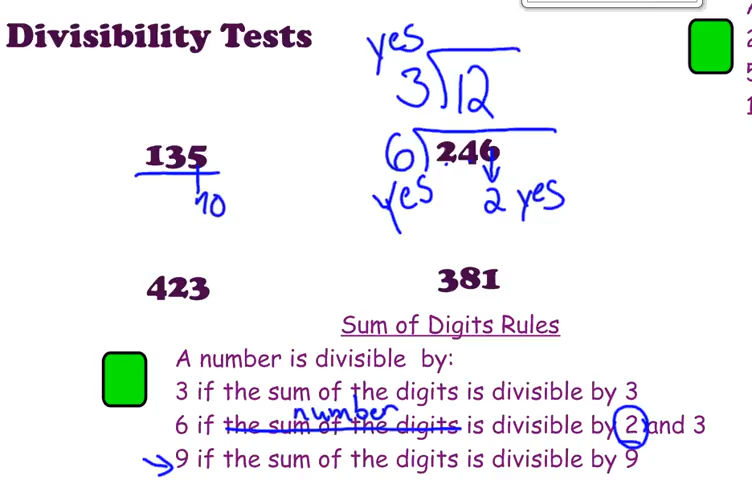 Divisibility Tests
yes
3 12
135
6 246
10
yes
2 yes
423
381
Sum of Digits Rules
A number is divisible by:
3 if the sum of the digits is divisible by 3
number
6 if the sum of the digits is divisible by 2 and 3
9 if the sum of the digits is divisible by 9